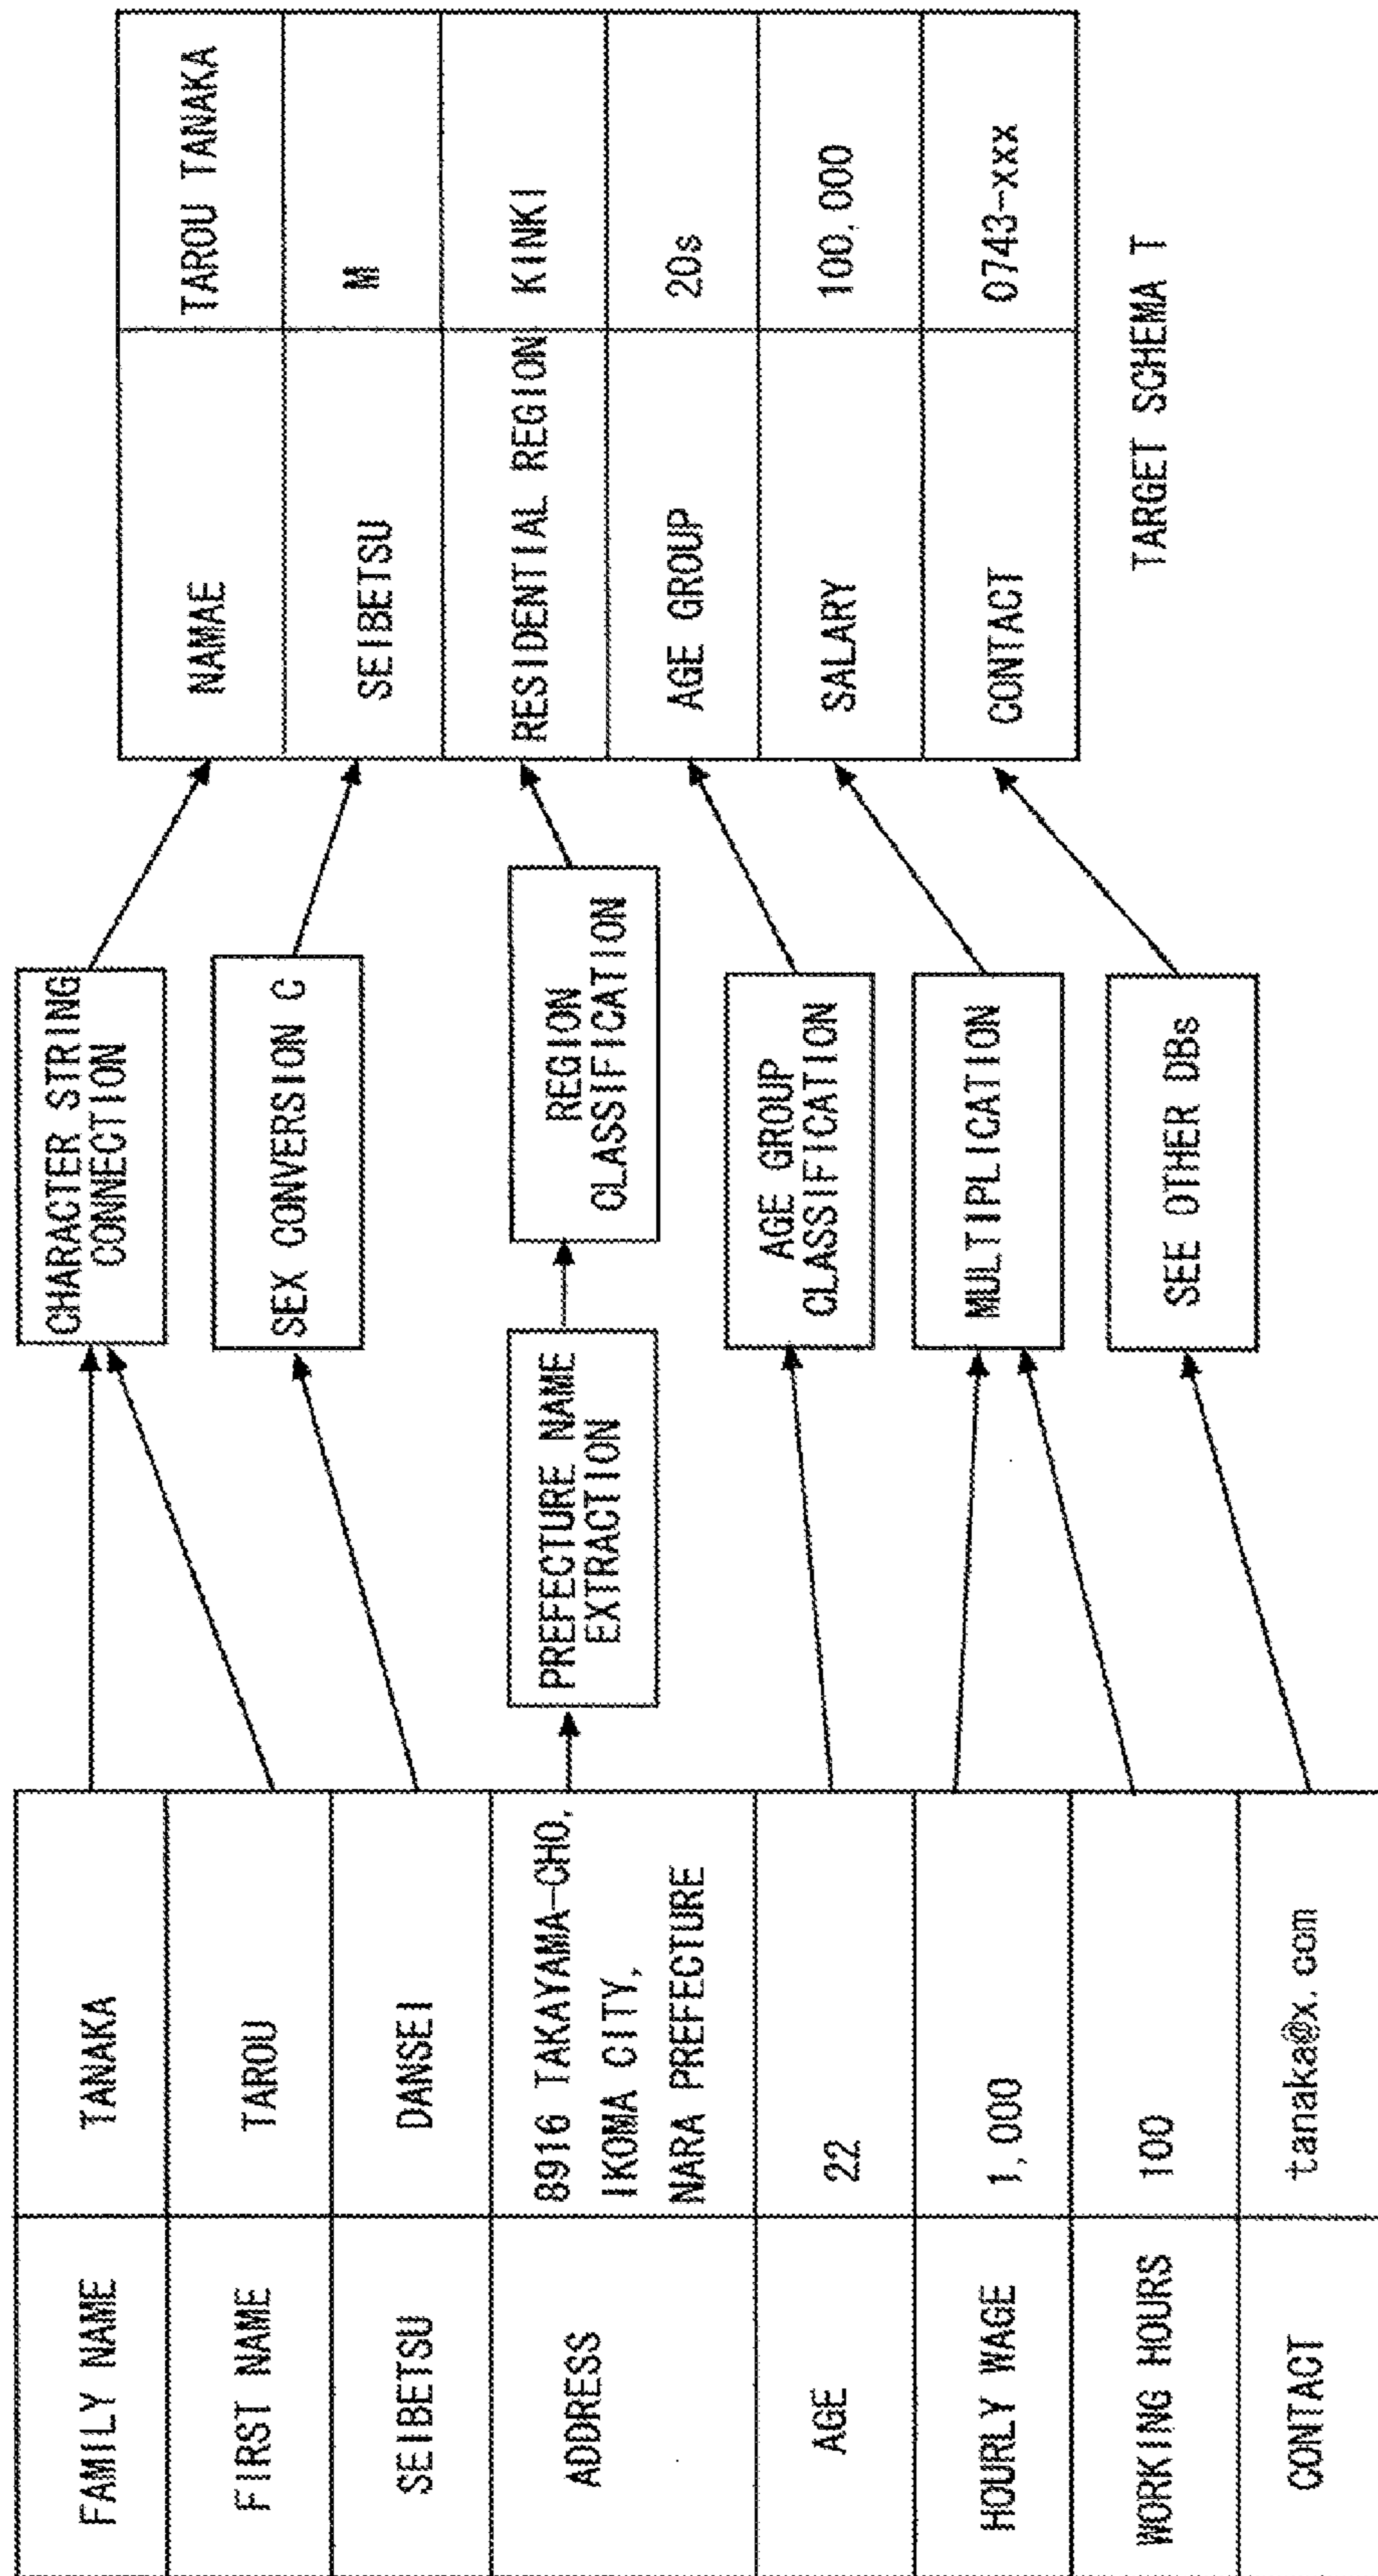 FAMILY NAME
TANAKA
FIRST NAME
TAROU
SEIBETSU
DANSEI
ADDRESS
8916 TAKAYAMA-CHO,
IKOMA CITY,
NARA PREFECTURE
AGE
22
HOURLY WAGE
1,000
WORKING HOURS
100
CONTACT
tanaka@x.com
CHARACTER STRING
CONNECTION
SEX CONVERSION C
PREFECTURE NAME
EXTRACTION
REGION
CLASSIFICATION
AGE GROUP
CLASSIFICATION
MULTIPLICATION
SEE OTHER DBs
NAMAE
TAROU TANAKA
SEIBETSU
M
RESIDENTIAL REGION
KINKI
AGE GROUP
20s
SALARY
100,000
CONTACT
0743-xxx
TARGET SCHEMA T